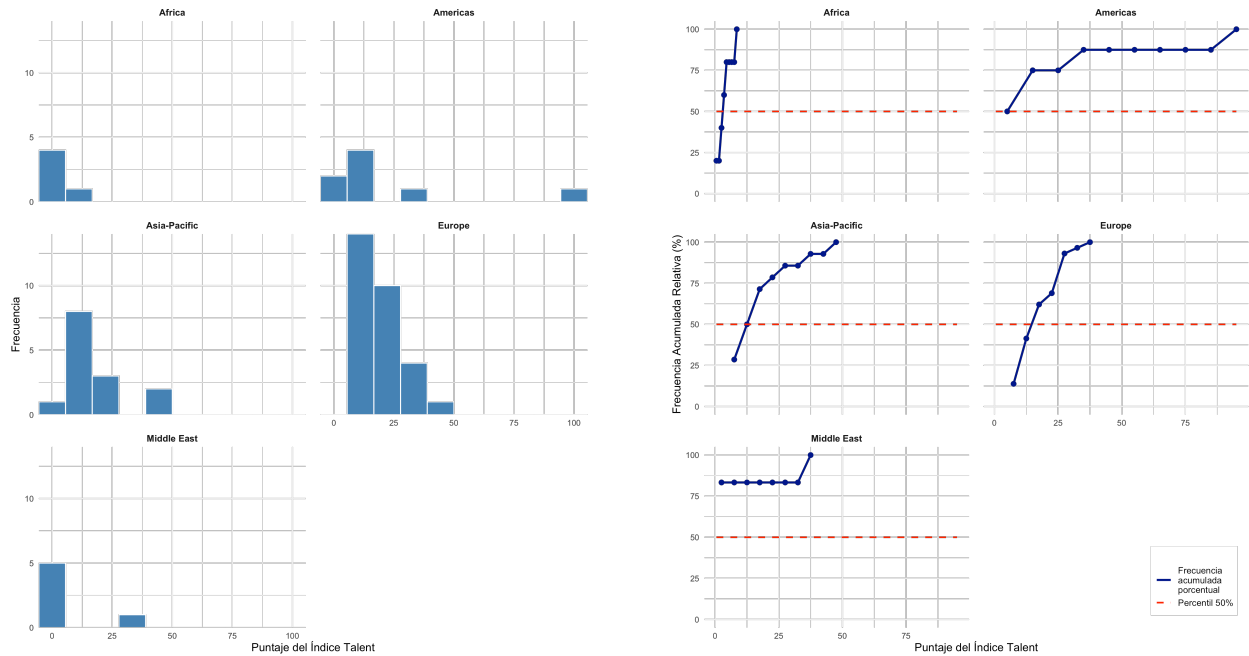 Africa
Americas
10
5
0
Asia-Pacific
Europe
10
5
0
0
25
50
75
100
Middle East
10
5
0
0
25
50
75
100
Frecuencia
Puntaje del Índice Talent
Africa
Americas
100
75
50
25
0
0
25
50
75
Asia-Pacific
Europe
100
75
50
25
0
0
25
50
75
Middle East
100
75
50
25
0
0
25
50
75
Frecuencia Acumulada Relativa (%)
Puntaje del Índice Talent
Frecuencia
acumulada
porcentual
Percentil 50%